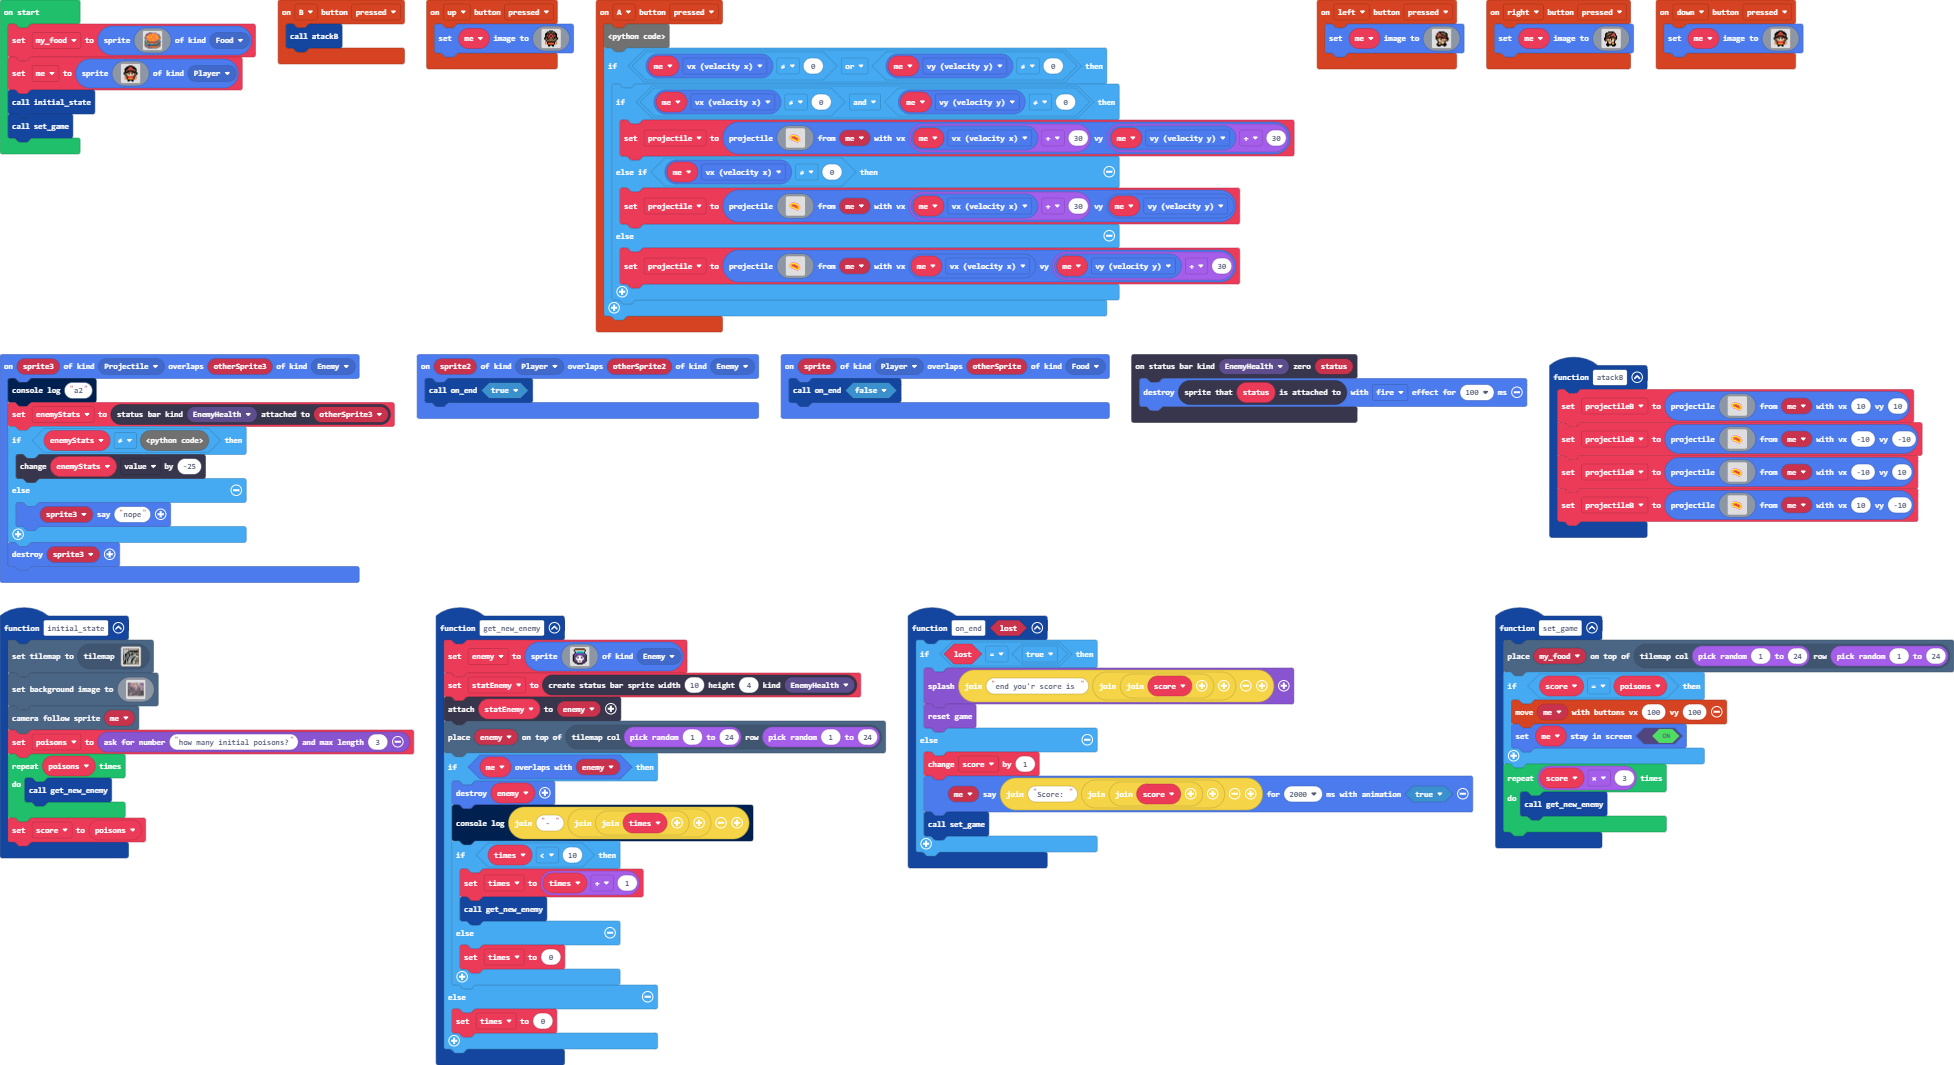 on start
set my_food to sprite of kind Food
set me to sprite of kind Player
call initial_state
call set_game
on B button pressed
call atackB
on up button pressed
set me image to
on A button pressed
<python code>
if me vx (velocity x) ≠ 0 or me vy (velocity y) ≠ 0 then
if me vx (velocity x) ≠ 0 and me vy (velocity y) ≠ 0 then
set projectile to projectile from me with vx me vx (velocity x) + 30 vy me vy (velocity y) + 30
else if me vx (velocity x) ≠ 0 then
set projectile to projectile from me with vx me vx (velocity x) + 30 vy me vy (velocity y)
else
set projectile to projectile from me with vx me vx (velocity x) vy me vy (velocity y) + 30
on left button pressed
set me image to
on right button pressed
set me image to
on down button pressed
set me image to
on sprite3 of kind Projectile overlaps otherSprite3 of kind Enemy
console log "a2"
set enemyStats to status bar kind EnemyHealth attached to otherSprite3
if enemyStats ≠ <python code> then
change enemyStats value by -25
else
sprite3 say "nope"
destroy sprite3
on sprite2 of kind Player overlaps otherSprite2 of kind Enemy
call on_end true
on sprite of kind Player overlaps otherSprite of kind Food
call on_end false
on status bar kind EnemyHealth zero status
destroy sprite that status is attached to with fire effect for 100 ms
function atackB
set projectileB to projectile from me with vx 10 vy 10
set projectileB to projectile from me with vx -10 vy -10
set projectileB to projectile from me with vx -10 vy 10
set projectileB to projectile from me with vx 10 vy -10
function initial_state
set tilemap to tilemap
set background image to
camera follow sprite me
set poisons to ask for number "how many initial poisons?" and max length 3
repeat poisons times
do call get_new_enemy
set score to poisons
function get_new_enemy
set enemy to sprite of kind Enemy
set statEnemy to create status bar sprite width 10 height 4 kind EnemyHealth
attach statEnemy to enemy
place enemy on top of tilemap col pick random 1 to 24 row pick random 1 to 24
if me overlaps with enemy then
destroy enemy
console log join "-" join join times
if times < 10 then
set times to times + 1
call get_new_enemy
else
set times to 0
else
set times to 0
function on_end lost
if lost = true then
splash join "end you'r score is " join join score
reset game
else
change score by 1
me say join "Score: " join join score for 2000 ms with animation true
call set_game
function set_game
place my_food on top of tilemap col pick random 1 to 24 row pick random 1 to 24
if score = poisons then
move me with buttons vx 100 vy 100
set me stay in screen ON
repeat score × 3 times
do call get_new_enemy